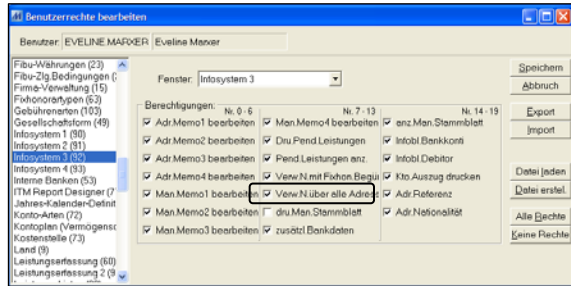 Benutzerrechte bearbeiten
Benutzer: EVELINE.MARXER Eveline Marxer
Fibu-Währungen (23)
Fibu-Zlg.Bedingungen (
Firma-Verwaltung (15)
Fixhonorartypen (63)
Gebührenarten (103)
Gesellschaftsform (49)
Infosystem 1 (90)
Infosystem 2 (91)
Infosystem 3 (92)
Infosystem 4 (93)
Interne Banken (53)
ITM Report Designer (7
Jahres-Kalender-Definit
Konto-Arten (72)
Kontoplan (Vermögens
Kostenstelle (73)
Land (9)
Leistungserfassung (60)
Leistungserfassung 2 (9
Fenster: Infosystem 3
Berechtigungen: Nr. 0 - 6 Nr. 7 - 13 Nr. 14 - 19
Adr.Memo1 bearbeiten Man.Memo4 bearbeiten anz.Man.Stammblatt
Adr.Memo2 bearbeiten Dru.Pend.Leistungen Infobl.Bankkonti
Adr.Memo3 bearbeiten Pend.Leistungen anz. Infobl.Debitor
Adr.Memo4 bearbeiten Verw.N.mit Fixhon.Begü Kto.Auszug drucken
Man.Memo1 bearbeiten Verw.N.über alle Adress Adr.Referenz
Man.Memo2 bearbeiten dru.Man.Stammblatt Adr.Nationalität
Man.Memo3 bearbeiten zusätzl.Bankdaten
Speichern
Abbruch
Export
Import
Datei laden
Datei erstel.
Alle Rechte
Keine Rechte